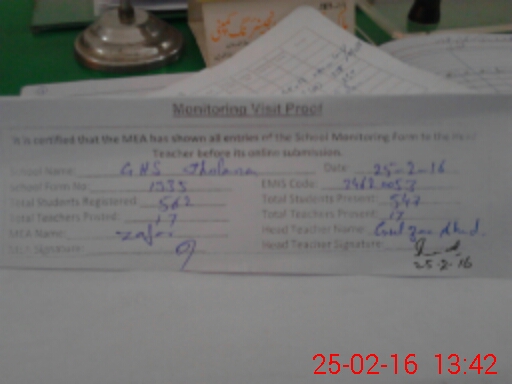 Monitoring Visit Proof
It is certified that the MEA has shown all entries of the School Monitoring Form to the Head
Teacher before its online submission.
School Name: GHS Date: 25-2-16
School Form No: 1235 EMIS Code:
Total Students Registered: 562 Total Students Present: 547
Total Teachers Posted: 17 Total Teachers Present: 17
MEA Name: Zafar Head Teacher Name:
MEA Signature: Head Teacher Signature:
25-2-16
25-02-16 13:42